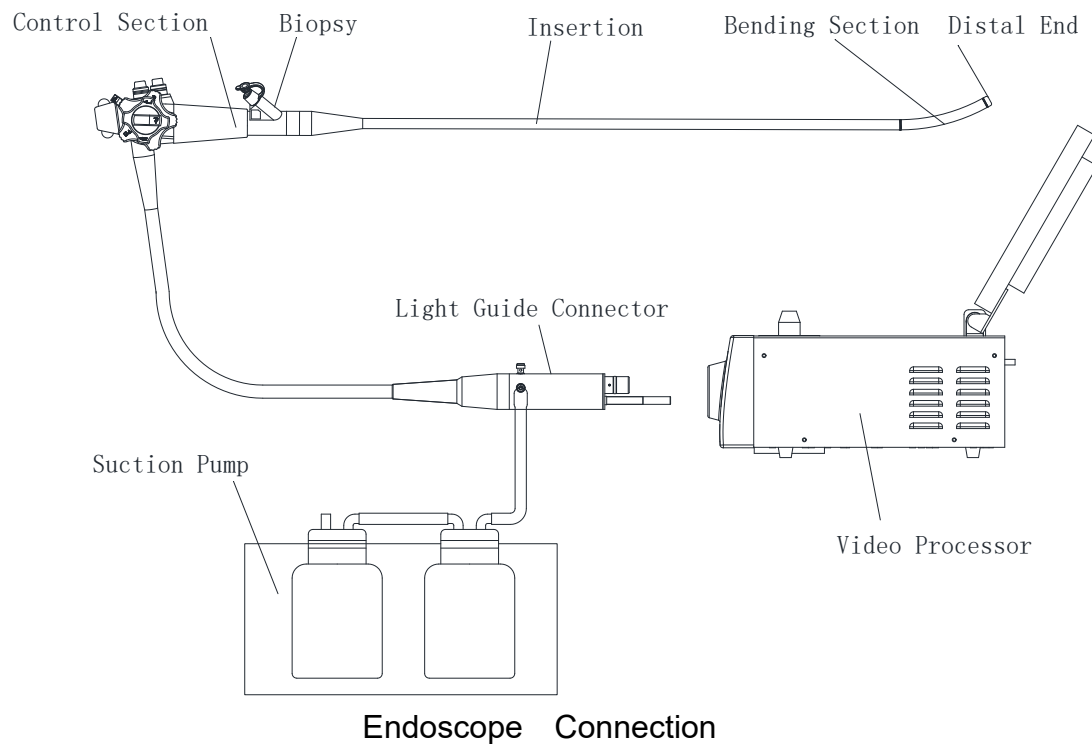 Control Section
Biopsy
Insertion
Bending Section
Distal End
Light Guide Connector
Suction Pump
Video Processor
Endoscope Connection